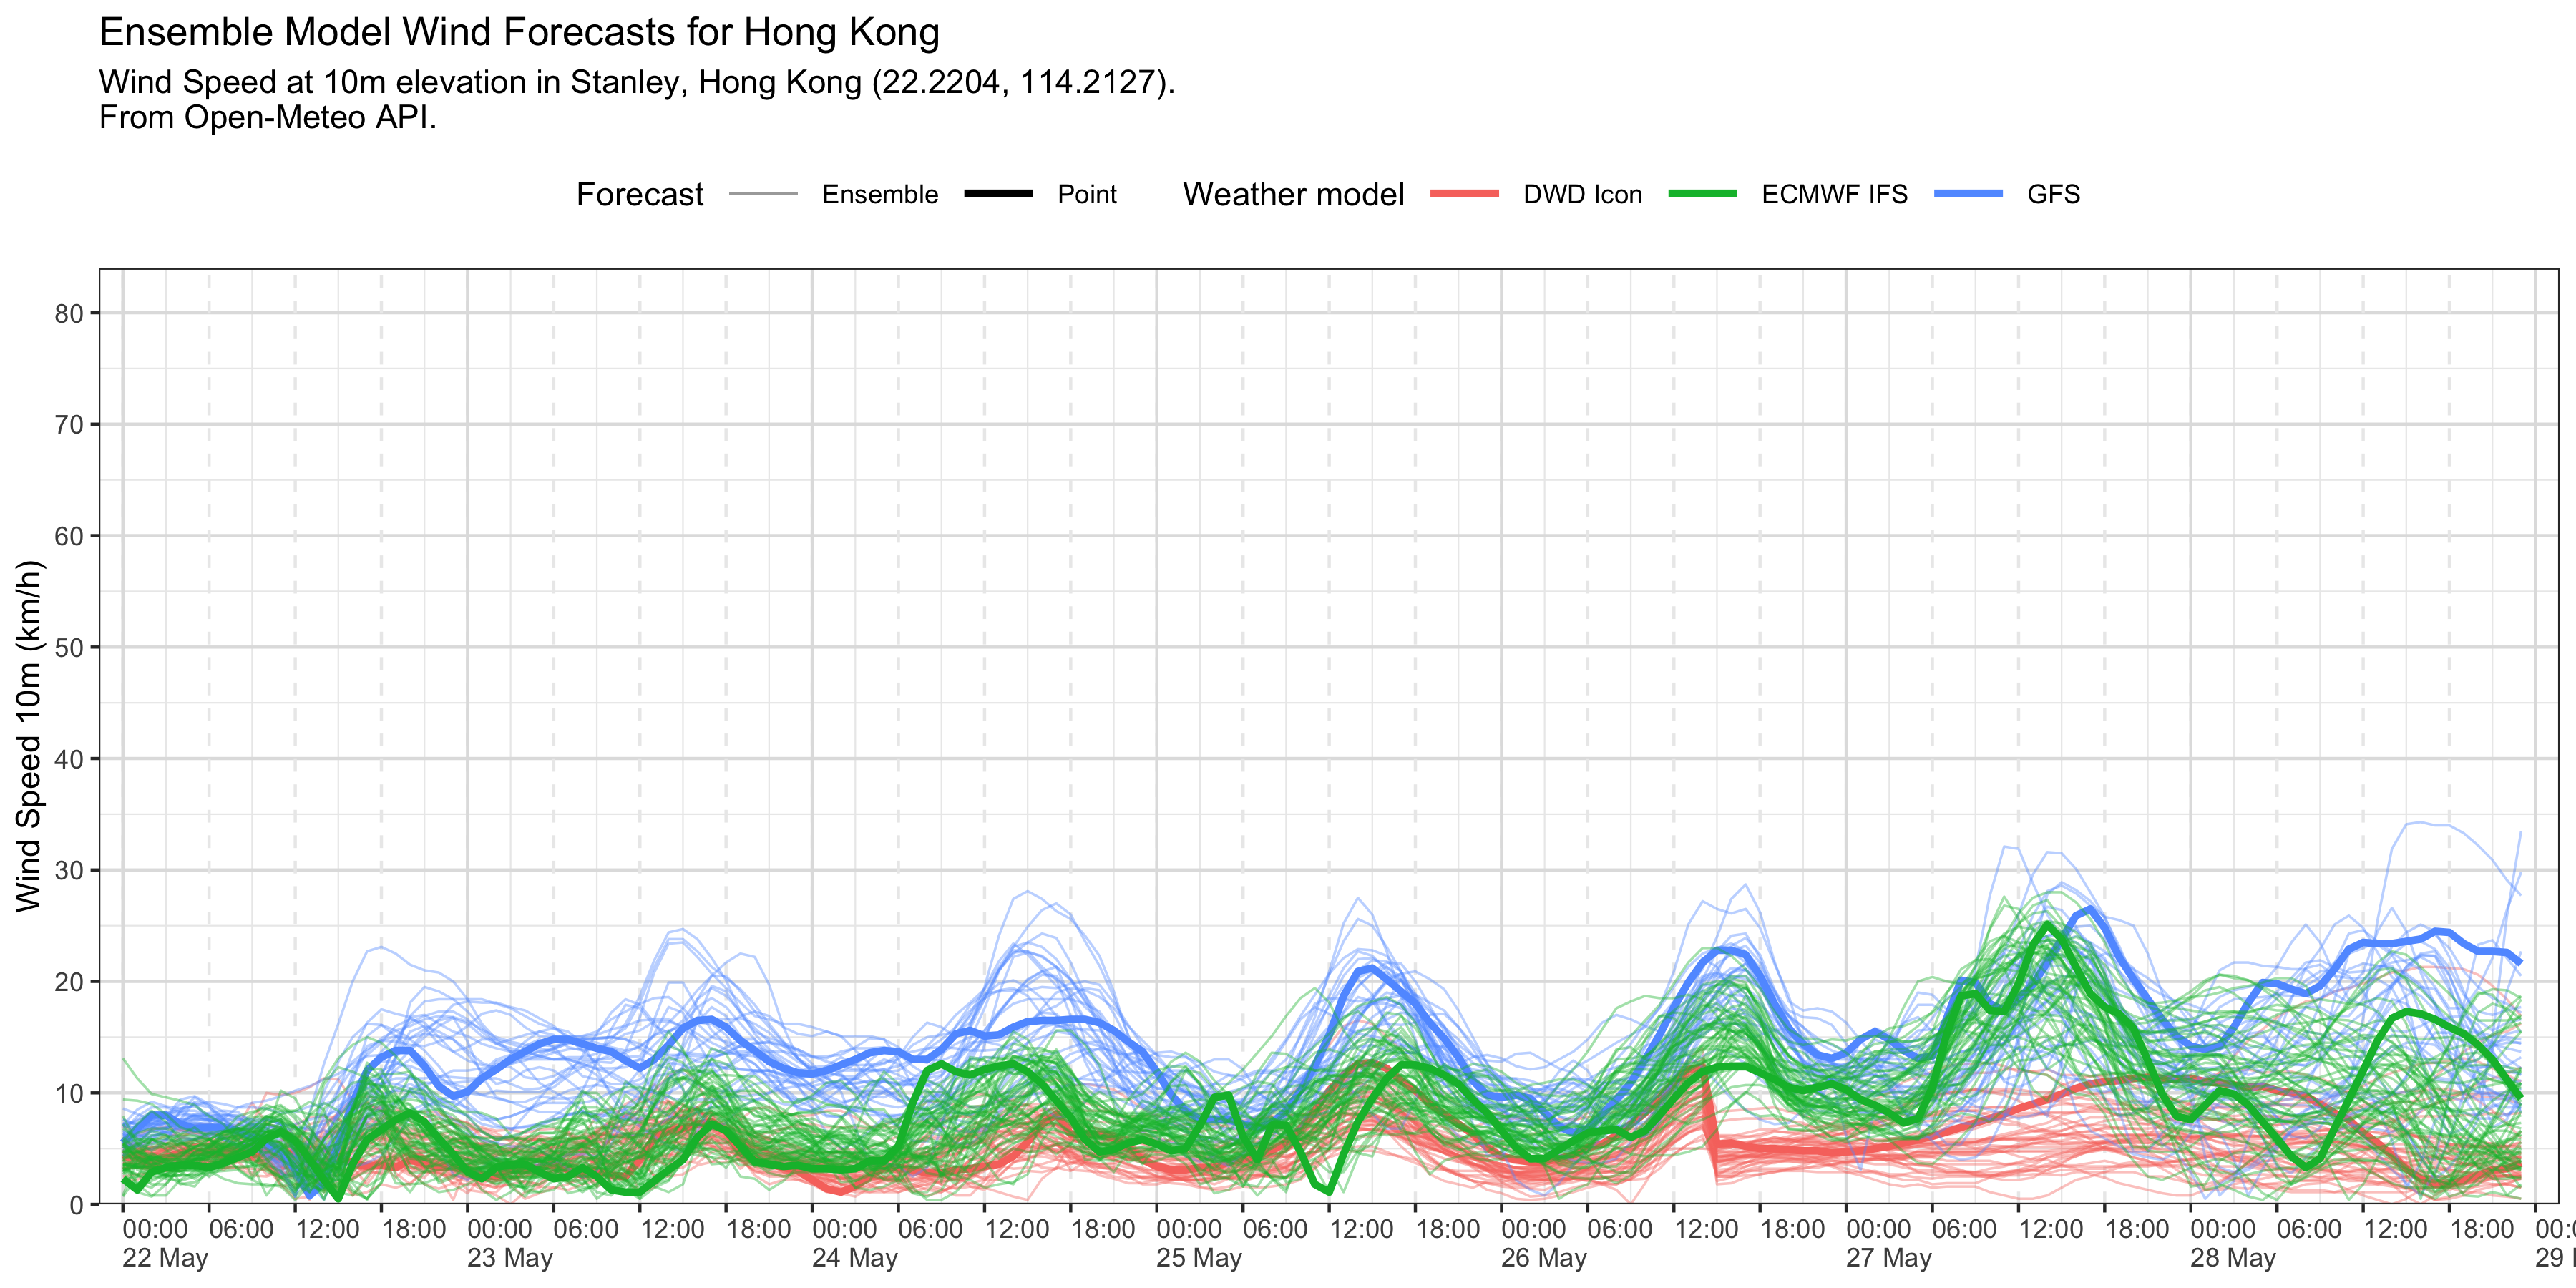 Ensemble Model Wind Forecasts for Hong Kong
Wind Speed at 10m elevation in Stanley, Hong Kong (22.2204, 114.2127).
From Open-Meteo API.
Forecast Ensemble Point Weather model DWD Icon ECMWF IFS GFS
Wind Speed 10m (km/h)
80
70
60
50
40
30
20
10
0
00:00 06:00 12:00 18:00 00:00 06:00 12:00 18:00 00:00 06:00 12:00 18:00 00:00 06:00 12:00 18:00 00:00 06:00 12:00 18:00 00:00 06:00 12:00 18:00 00:00 06:00 12:00 18:00 00:0
22 May 23 May 24 May 25 May 26 May 27 May 28 May 29